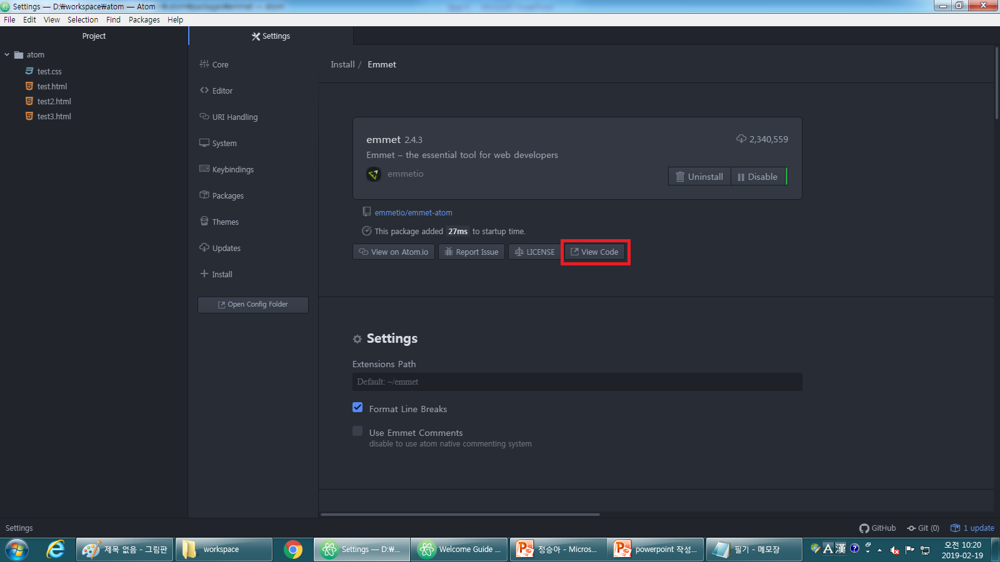 Settings — D:₩workspace₩atom — Atom
File Edit View Selection Find Packages Help
Project
Settings
atom
test.css
test.html
test2.html
test3.html
Core
Editor
URI Handling
System
Keybindings
Packages
Themes
Updates
Install
Open Config Folder
Install / Emmet
emmet 2.4.3
2,340,559
Emmet – the essential tool for web developers
emmetio
Uninstall
Disable
emmetio/emmet-atom
This package added 27ms to startup time.
View on Atom.io
Report Issue
LICENSE
View Code
Settings
Extensions Path
Default: ~/emmet
Format Line Breaks
Use Emmet Comments
disable to use atom native commenting system
Settings
GitHub
Git (0)
1 update
제목 없음 - 그림판
workspace
Settings — D:₩...
Welcome Guide ...
정승아 - Micros...
powerpoint 작성...
필기 - 메모장
A 漢
오전 10:20
2019-02-19